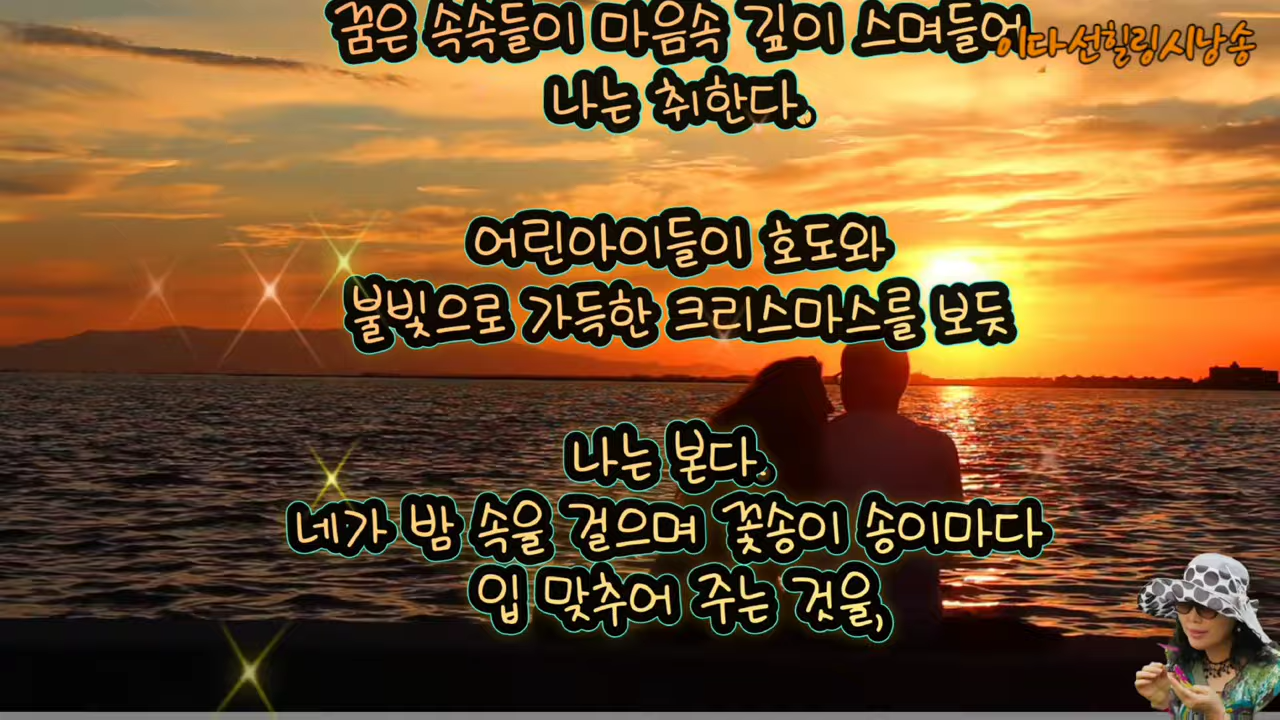 꿈은 속속들이 마음속 깊이 스며들어
이다선힐링시낭송
나는 취한다.
어린아이들이 호도와
불빛으로 가득한 크리스마스를 보듯
나는 본다.
네가 밤 속을 걸으며 꽃송이 송이마다
입 맞추어 주는 것을,